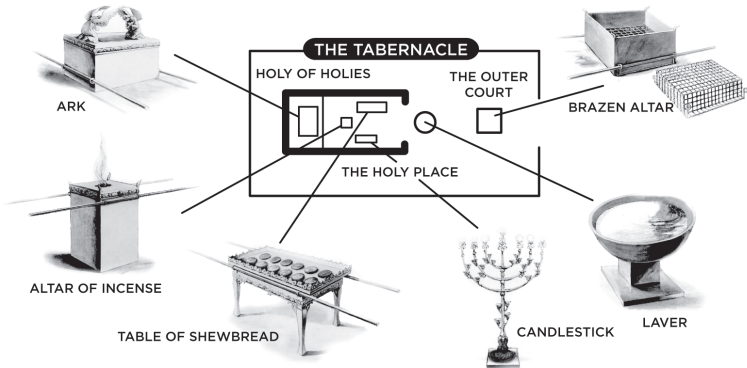 THE TABERNACLE
HOLY OF HOLIES
THE OUTER
COURT
ARK
BRAZEN ALTAR
THE HOLY PLACE
ALTAR OF INCENSE
TABLE OF SHEWBREAD
CANDLESTICK
LAVER